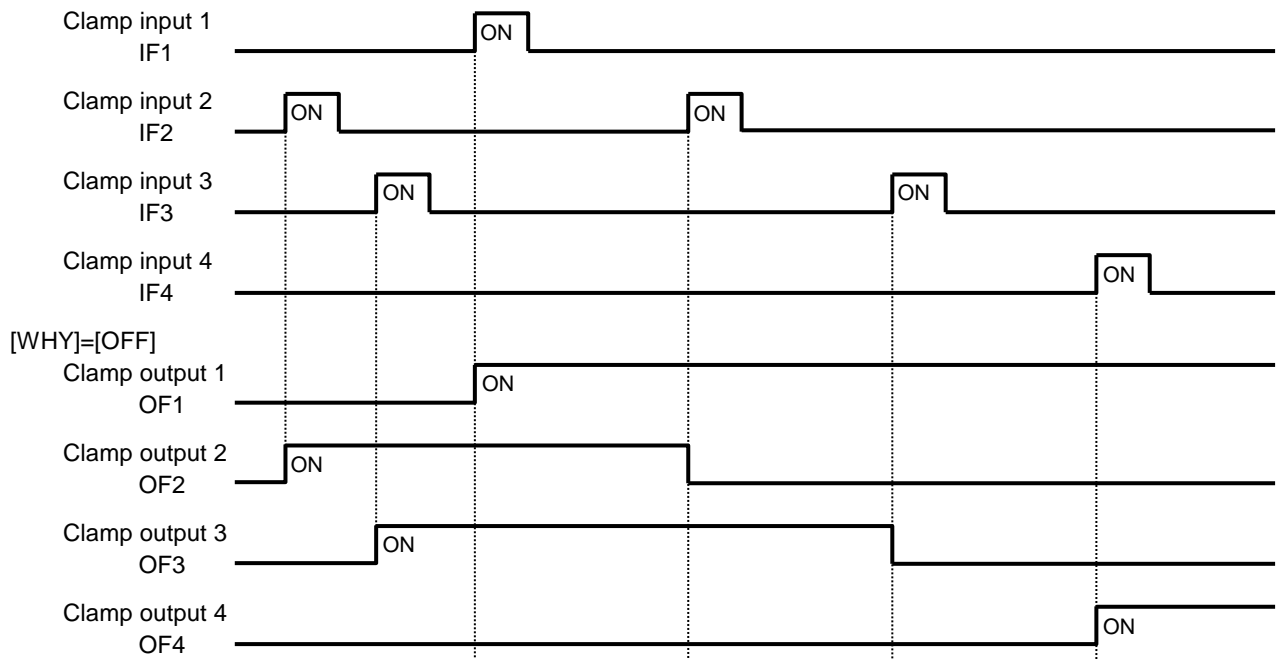 Clamp input 1
IF1
ON
Clamp input 2
IF2
ON
ON
Clamp input 3
IF3
ON
ON
Clamp input 4
IF4
ON
[WHY]=[OFF]
Clamp output 1
OF1
ON
Clamp output 2
OF2
ON
Clamp output 3
OF3
ON
Clamp output 4
OF4
ON